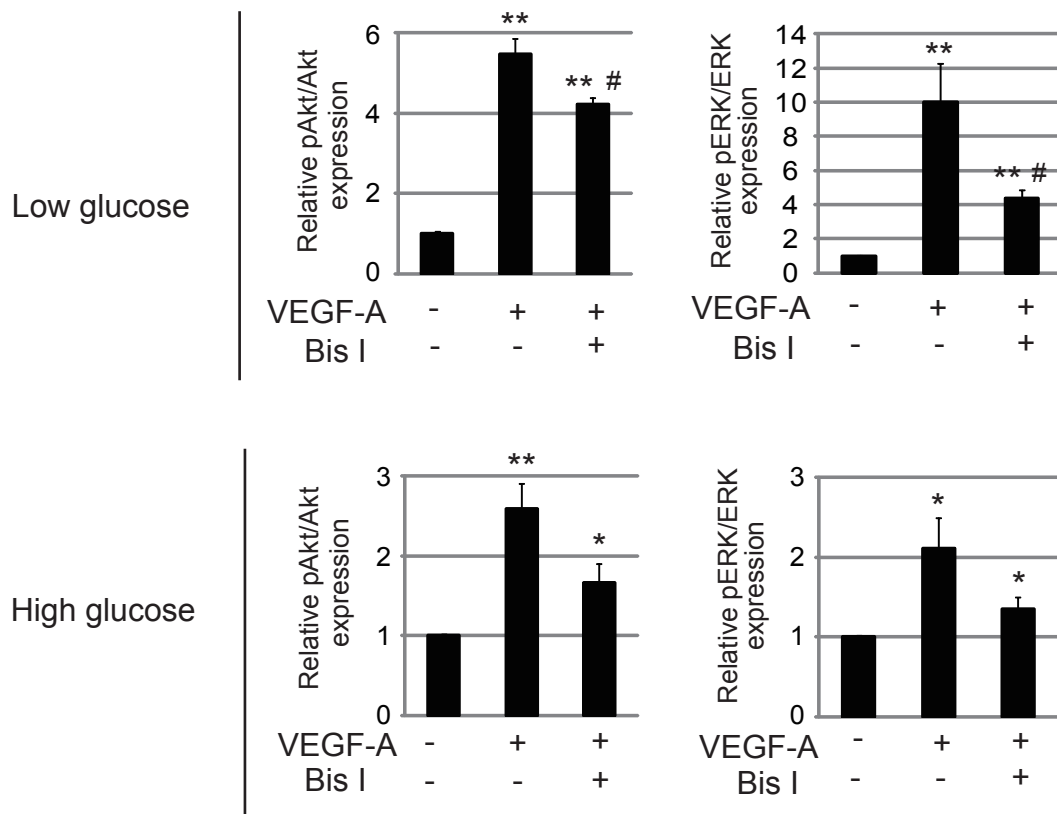 Low glucose
Relative pAkt/Akt
expression
6
4
2
0
**
** #
VEGF-A - + +
Bis I - - +
Relative pERK/ERK
expression
14
12
10
8
6
4
2
0
**
** #
VEGF-A - + +
Bis I - - +
High glucose
Relative pAkt/Akt
expression
3
2
1
0
**
*
VEGF-A - + +
Bis I - - +
Relative pERK/ERK
expression
3
2
1
0
*
*
VEGF-A - + +
Bis I - - +